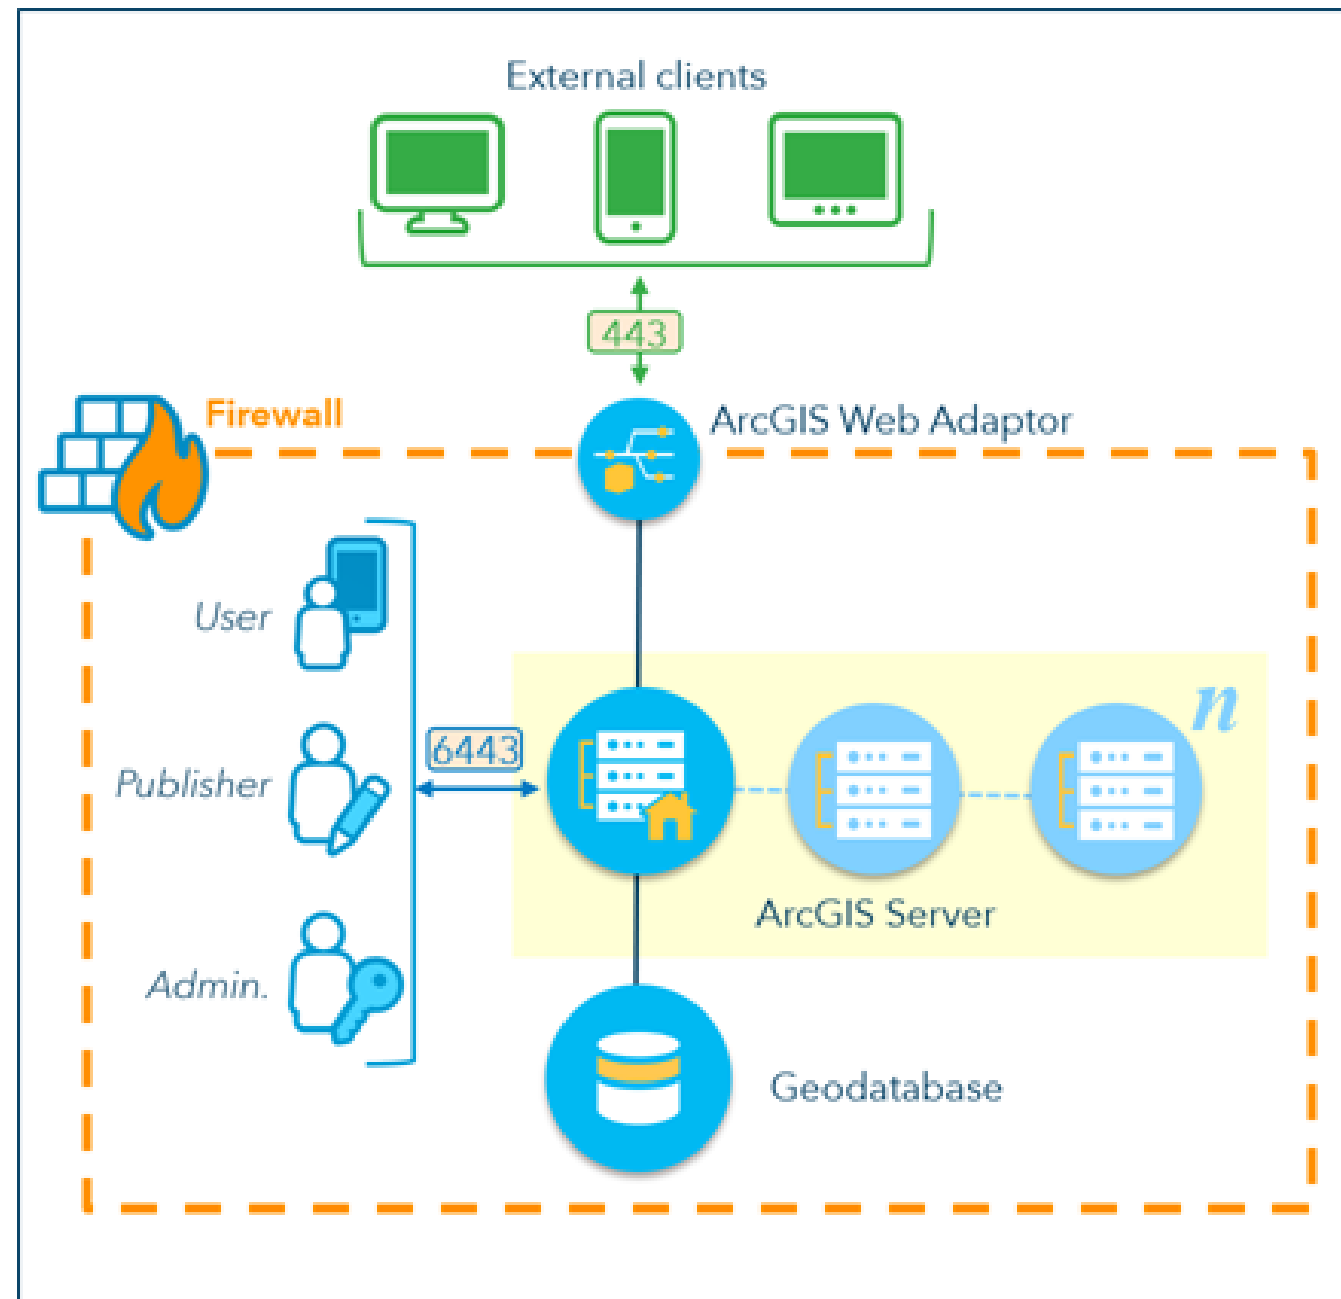 External clients
443
Firewall
ArcGIS Web Adaptor
User
n
6443
Publisher
ArcGIS Server
Admin.
Geodatabase